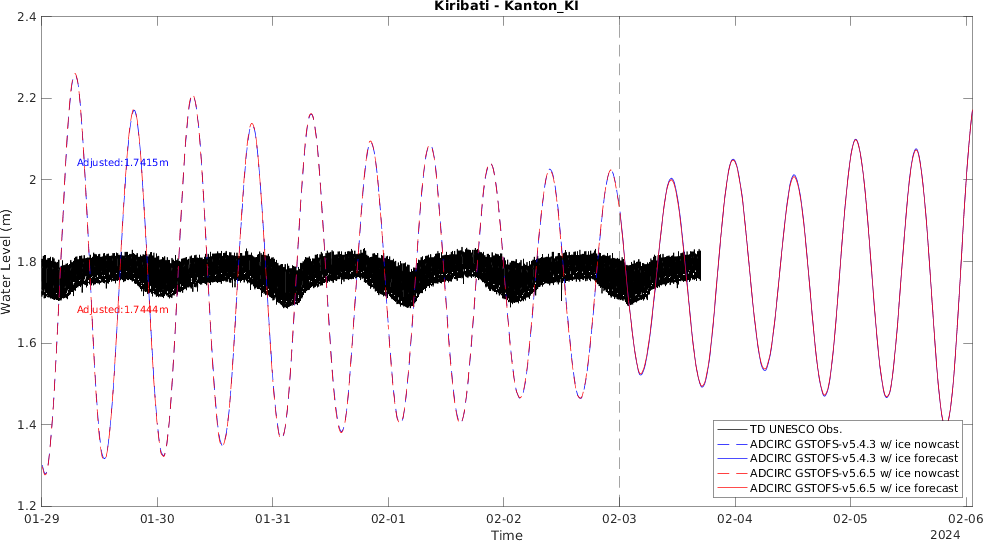 Kiribati - Kanton_KI
2.4
2.2
2
1.8
1.6
1.4
1.2
Water Level (m)
Adjusted:1.7415m
Adjusted:1.7444m
TD UNESCO Obs.
ADCIRC GSTOFS-v5.4.3 w/ ice nowcast
ADCIRC GSTOFS-v5.4.3 w/ ice forecast
ADCIRC GSTOFS-v5.6.5 w/ ice nowcast
ADCIRC GSTOFS-v5.6.5 w/ ice forecast
01-29 01-30 01-31 02-01 02-02 02-03 02-04 02-05 02-06
Time
2024